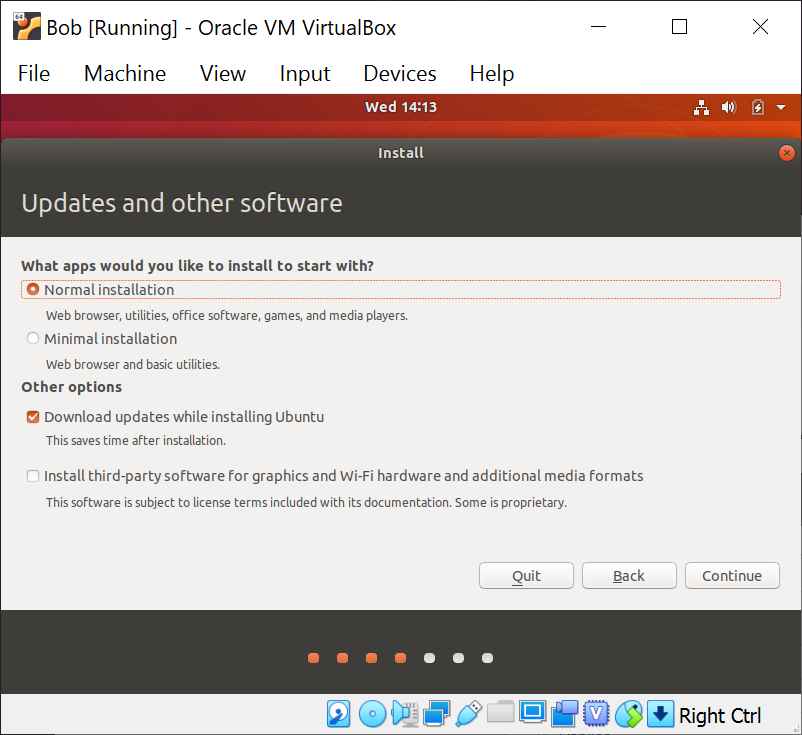 64
Bob [Running] - Oracle VM VirtualBox
File Machine View Input Devices Help
Wed 14:13
Install
Updates and other software
What apps would you like to install to start with?
Normal installation
Web browser, utilities, office software, games, and media players.
Minimal installation
Web browser and basic utilities.
Other options
Download updates while installing Ubuntu
This saves time after installation.
Install third-party software for graphics and Wi-Fi hardware and additional media formats
This software is subject to license terms included with its documentation. Some is proprietary.
Quit Back Continue
V Right Ctrl